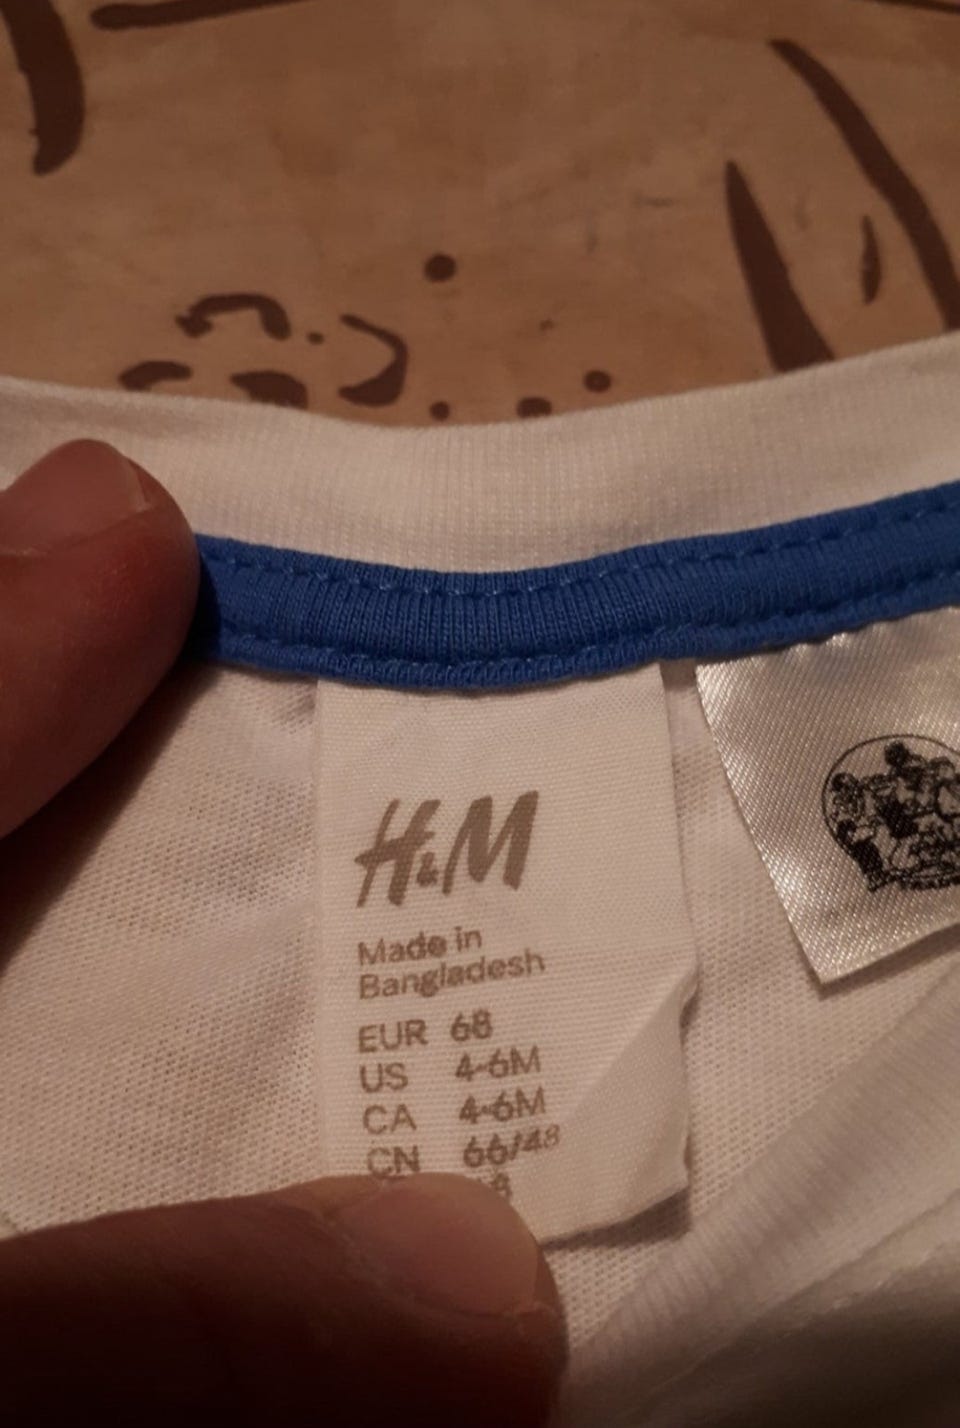 H&M
Made in
Bangladesh
EUR 68
US 4-6M
CA 4-6M
CN 66/48